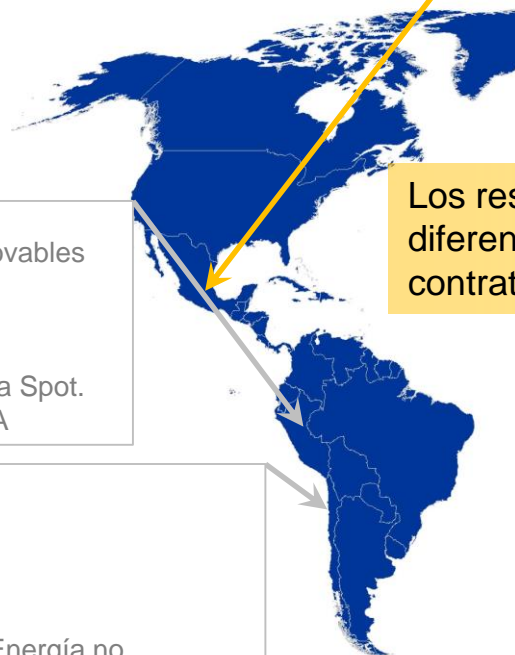 Los res
diferen
contrat
ovables
a Spot.
A
Energía no